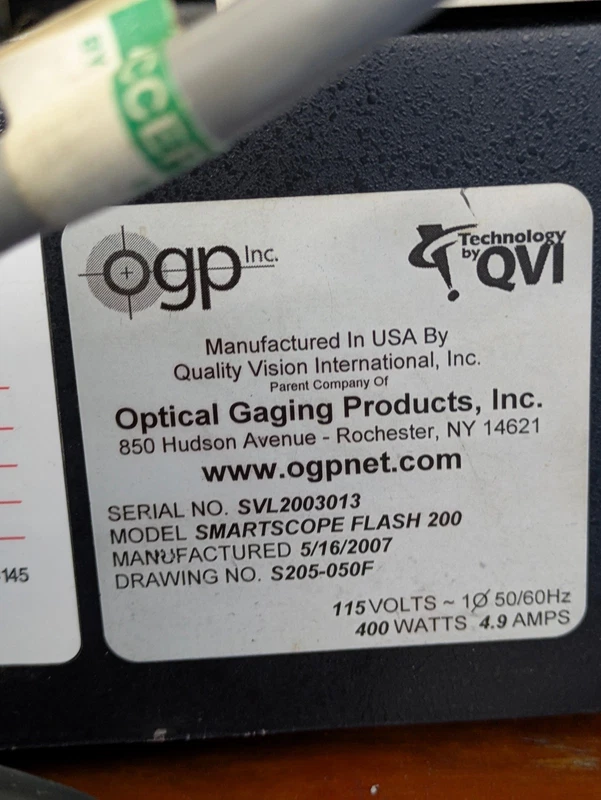 BY
ogp Inc.
Technology
by QVI
Manufactured In USA By
Quality Vision International, Inc.
Parent Company Of
Optical Gaging Products, Inc.
850 Hudson Avenue - Rochester, NY 14621
www.ogpnet.com
SERIAL NO. SVL2003013
MODEL SMARTSCOPE FLASH 200
MANUFACTURED 5/16/2007
DRAWING NO. S205-050F
115 VOLTS ~ 1Ø 50/60Hz
400 WATTS 4.9 AMPS
145